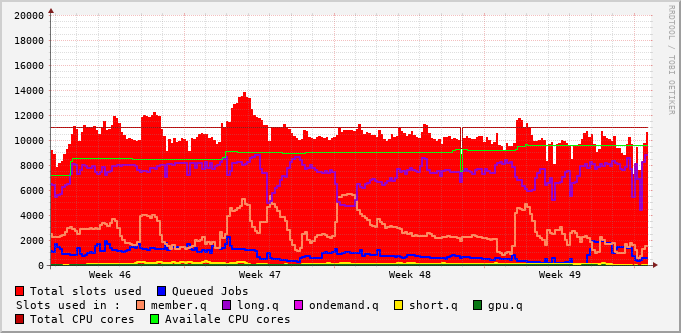 20000
18000
16000
14000
12000
10000
8000
6000
4000
2000
0
Week 46 Week 47 Week 48 Week 49
RRDTOOL / TOBI OETIKER
Total slots used Queued Jobs
Slots used in : member.q long.q ondemand.q short.q gpu.q
Total CPU cores Availale CPU cores